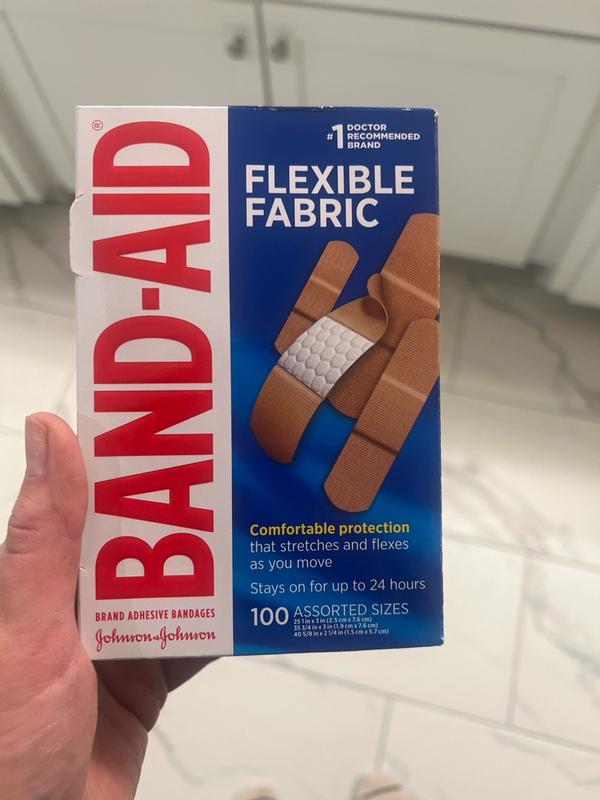 BAND-AID®
BRAND ADHESIVE BANDAGES
Johnson & Johnson
#1 DOCTOR
RECOMMENDED
BRAND
FLEXIBLE
FABRIC
Comfortable protection
that stretches and flexes
as you move
Stays on for up to 24 hours
100 ASSORTED SIZES
25 1 in x 3 in (2.5 cm x 7.6 cm)
35 3/4 in x 3 in (1.9 cm x 7.6 cm)
40 5/8 in x 2 1/4 in (1.5 cm x 5.7 cm)